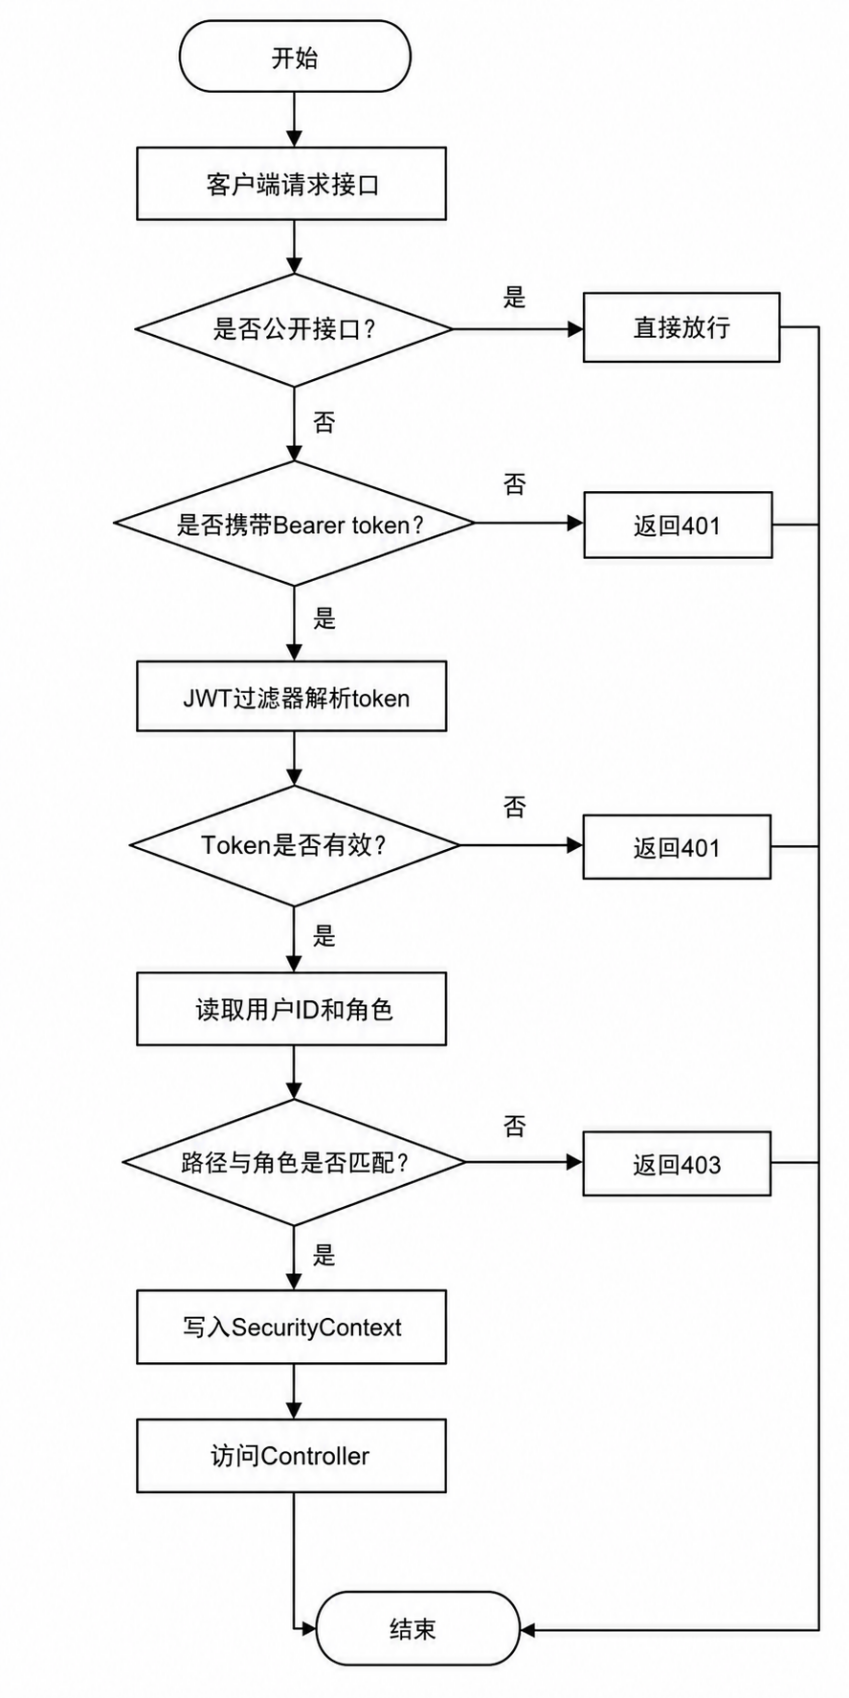 开始
客户端请求接口
是否公开接口？
是
直接放行
否
是否携带Bearer token？
否
返回401
是
JWT过滤器解析token
Token是否有效？
否
返回401
是
读取用户ID和角色
路径与角色是否匹配？
否
返回403
是
写入SecurityContext
访问Controller
结束